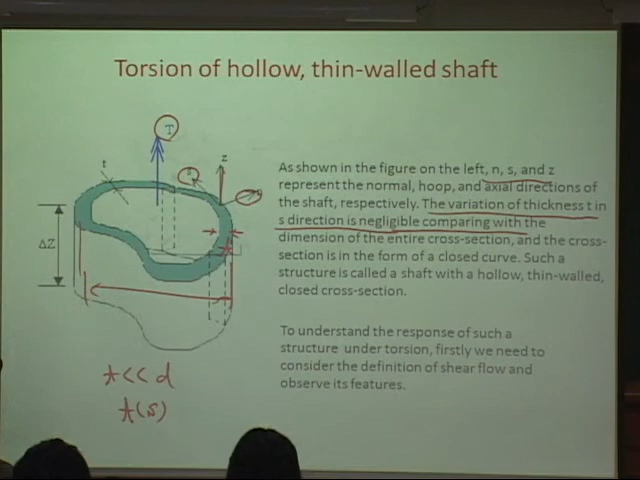 Torsion of hollow, thin-walled shaft
T
t
z
ΔZ
As shown in the figure on the left, n, s, and z
represent the normal, hoop, and axial directions of
the shaft, respectively. The variation of thickness t in
s direction is negligible comparing with the
dimension of the entire cross-section, and the cross-
section is in the form of a closed curve. Such a
structure is called a shaft with a hollow, thin-walled,
closed cross-section.
To understand the response of such a
structure under torsion, firstly we need to
consider the definition of shear flow and
observe its features.
t<<d
t(s)